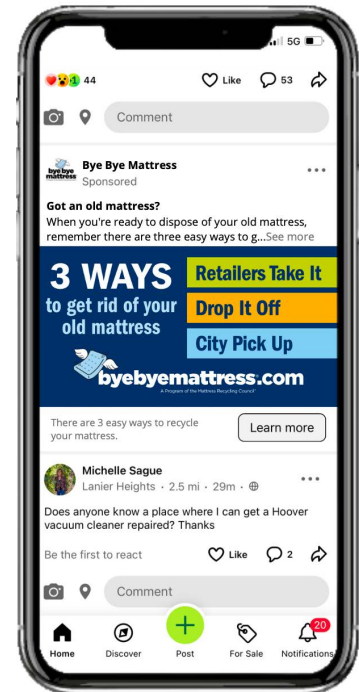 5G
44 Like 53
Comment
bye bye
mattress
Bye Bye Mattress
Sponsored
Got an old mattress?
When you're ready to dispose of your old mattress,
remember there are three easy ways to g...See more
3 WAYS
to get rid of your
old mattress
Retailers Take It
Drop It Off
City Pick Up
byebyemattress.com
A Program of the Mattress Recycling Council
There are 3 easy ways to recycle
your mattress.
Learn more
Michelle Sague
Lanier Heights · 2.5 mi · 29m ·
Does anyone know a place where I can get a Hoover
vacuum cleaner repaired? Thanks
Be the first to react Like 2
Comment
20
Home Discover Post For Sale Notifications